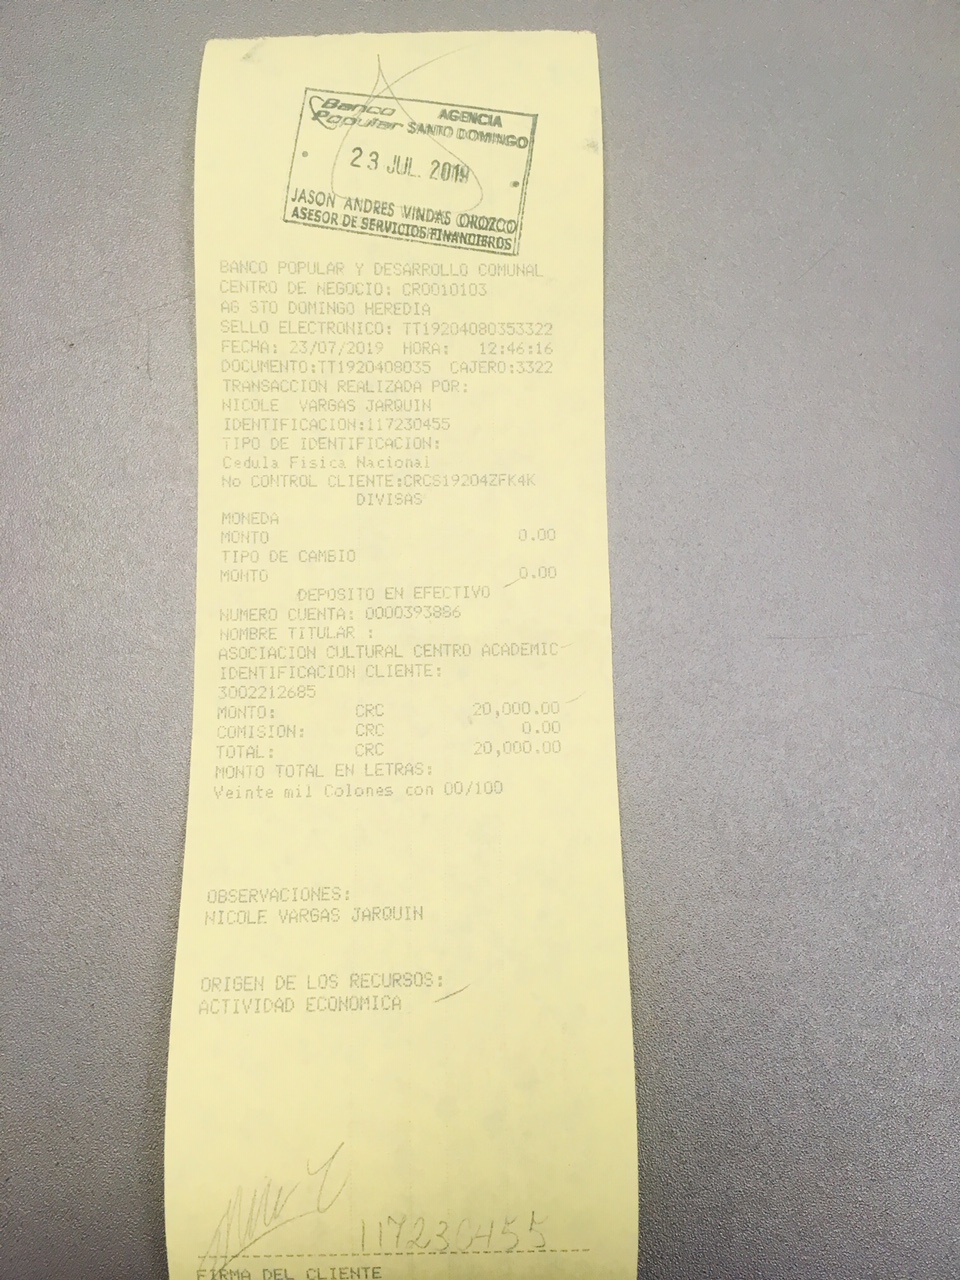 Banco Popular AGENCIA SANTO DOMINGO
23 JUL. 2019
JASON ANDRES VINDAS OROZCO
ASESOR DE SERVICIOS FINANCIEROS
BANCO POPULAR Y DESARROLLO COMUNAL
CENTRO DE NEGOCIO: CR0010103
AG STO DOMINGO HEREDIA
SELLO ELECTRONICO: TT19204080353322
FECHA: 23/07/2019 HORA: 12:46:16
DOCUMENTO:TT1920408035 CAJERO:3322
TRANSACCION REALIZADA POR:
NICOLE VARGAS JARQUIN
IDENTIFICACION:117230455
TIPO DE IDENTIFICACION:
Cedula Fisica Nacional
No CONTROL CLIENTE:CRCS19204ZFK4K
DIVISAS
MONEDA
MONTO 0.00
TIPO DE CAMBIO
MONTO 0.00
DEPOSITO EN EFECTIVO
NUMERO CUENTA: 0000393886
NOMBRE TITULAR :
ASOCIACION CULTURAL CENTRO ACADEMIC
IDENTIFICACION CLIENTE:
3002212685
MONTO: CRC 20,000.00
COMISION: CRC 0.00
TOTAL: CRC 20,000.00
MONTO TOTAL EN LETRAS:
Veinte mil Colones con 00/100
OBSERVACIONES:
NICOLE VARGAS JARQUIN
ORIGEN DE LOS RECURSOS:
ACTIVIDAD ECONOMICA
117230455
FIRMA DEL CLIENTE